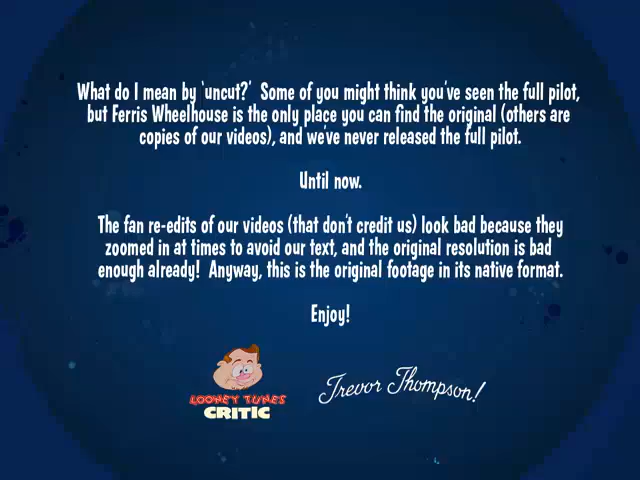 What do I mean by 'uncut?' Some of you might think you've seen the full pilot,
but Ferris Wheelhouse is the only place you can find the original (others are
copies of our videos), and we've never released the full pilot.
Until now.
The fan re-edits of our videos (that don't credit us) look bad because they
zoomed in at times to avoid our text, and the original resolution is bad
enough already! Anyway, this is the original footage in its native format.
Enjoy!
LOONEY TUNES
CRITIC
Trevor Thompson!